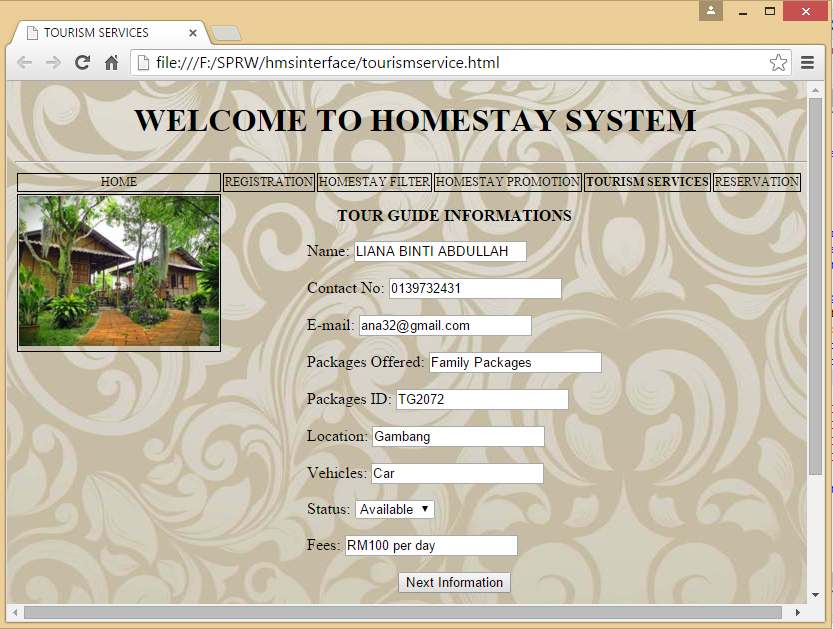 TOURISM SERVICES
file:///F:/SPRW/hmsinterface/tourismservice.html
WELCOME TO HOMESTAY SYSTEM
HOME REGISTRATION HOMESTAY FILTER HOMESTAY PROMOTION TOURISM SERVICES RESERVATION
TOUR GUIDE INFORMATIONS
Name: LIANA BINTI ABDULLAH
Contact No: 0139732431
E-mail: ana32@gmail.com
Packages Offered: Family Packages
Packages ID: TG2072
Location: Gambang
Vehicles: Car
Status: Available
Fees: RM100 per day
Next Information